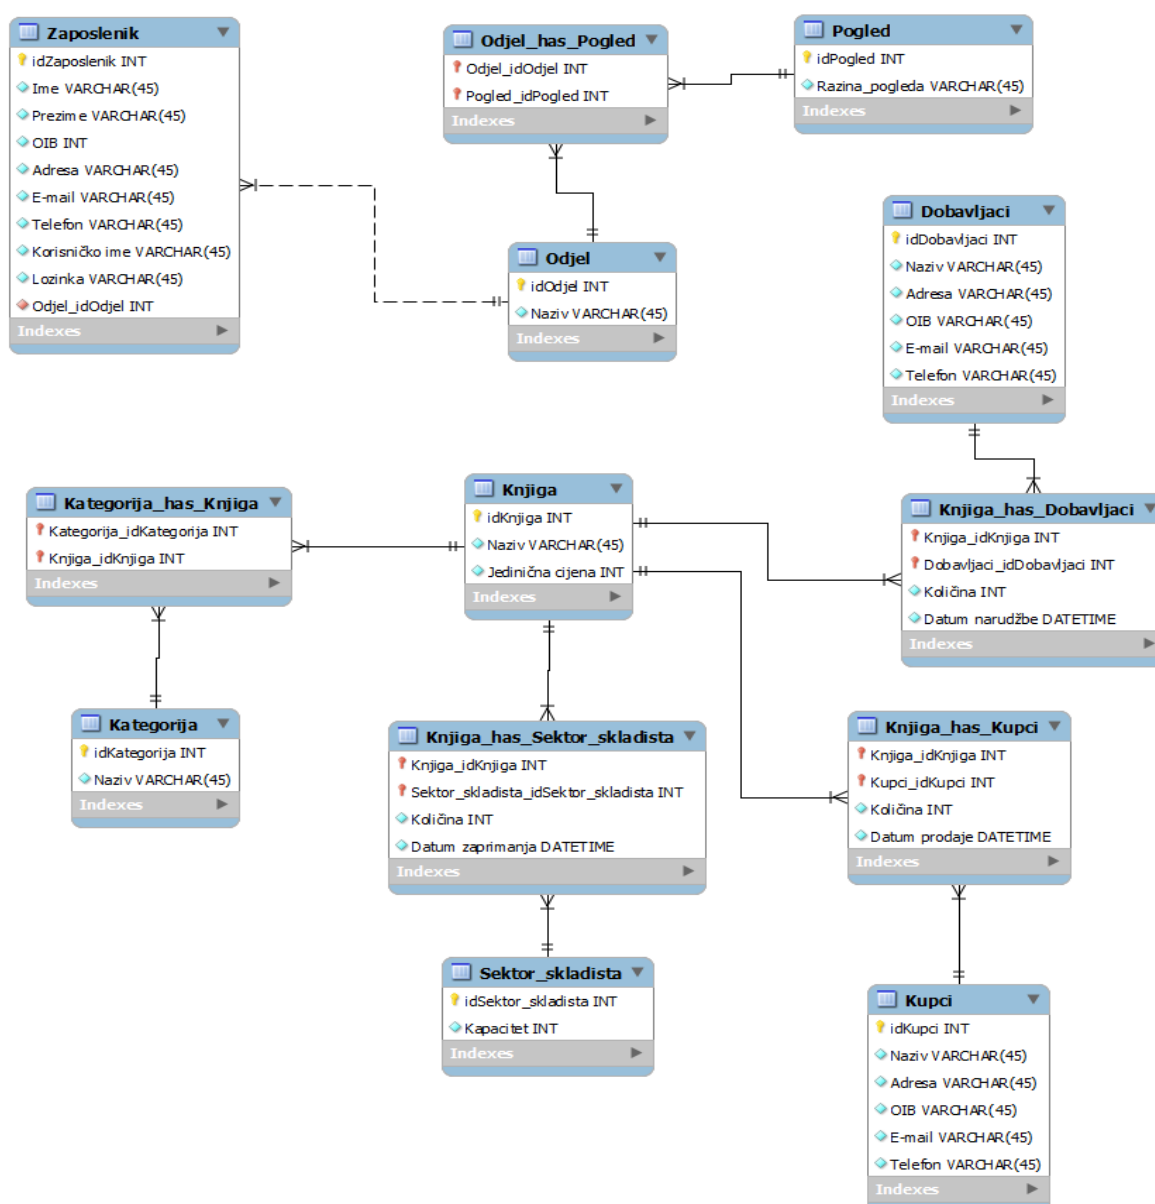 Zaposlenik
idZaposlenik INT
Ime VARCHAR(45)
Prezime VARCHAR(45)
OIB INT
Adresa VARCHAR(45)
E-mail VARCHAR(45)
Telefon VARCHAR(45)
Korisničko ime VARCHAR(45)
Lozinka VARCHAR(45)
Odjel_idOdjel INT
Indexes
Odjel_has_Pogled
Odjel_idOdjel INT
Pogled_idPogled INT
Indexes
Pogled
idPogled INT
Razina_pogleda VARCHAR(45)
Indexes
Odjel
idOdjel INT
Naziv VARCHAR(45)
Indexes
Dobavljaci
idDobavljaci INT
Naziv VARCHAR(45)
Adresa VARCHAR(45)
OIB VARCHAR(45)
E-mail VARCHAR(45)
Telefon VARCHAR(45)
Indexes
Kategorija_has_Knjiga
Kategorija_idKategorija INT
Knjiga_idKnjiga INT
Indexes
Knjiga
idKnjiga INT
Naziv VARCHAR(45)
Jedinična cijena INT
Indexes
Knjiga_has_Dobavljaci
Knjiga_idKnjiga INT
Dobavljaci_idDobavljaci INT
Količina INT
Datum narudžbe DATETIME
Indexes
Kategorija
idKategorija INT
Naziv VARCHAR(45)
Indexes
Knjiga_has_Sektor_skladista
Knjiga_idKnjiga INT
Sektor_skladista_idSektor_skladista INT
Količina INT
Datum zaprimanja DATETIME
Indexes
Knjiga_has_Kupci
Knjiga_idKnjiga INT
Kupci_idKupci INT
Količina INT
Datum prodaje DATETIME
Indexes
Sektor_skladista
idSektor_skladista INT
Kapacitet INT
Indexes
Kupci
idKupci INT
Naziv VARCHAR(45)
Adresa VARCHAR(45)
OIB VARCHAR(45)
E-mail VARCHAR(45)
Telefon VARCHAR(45)
Indexes